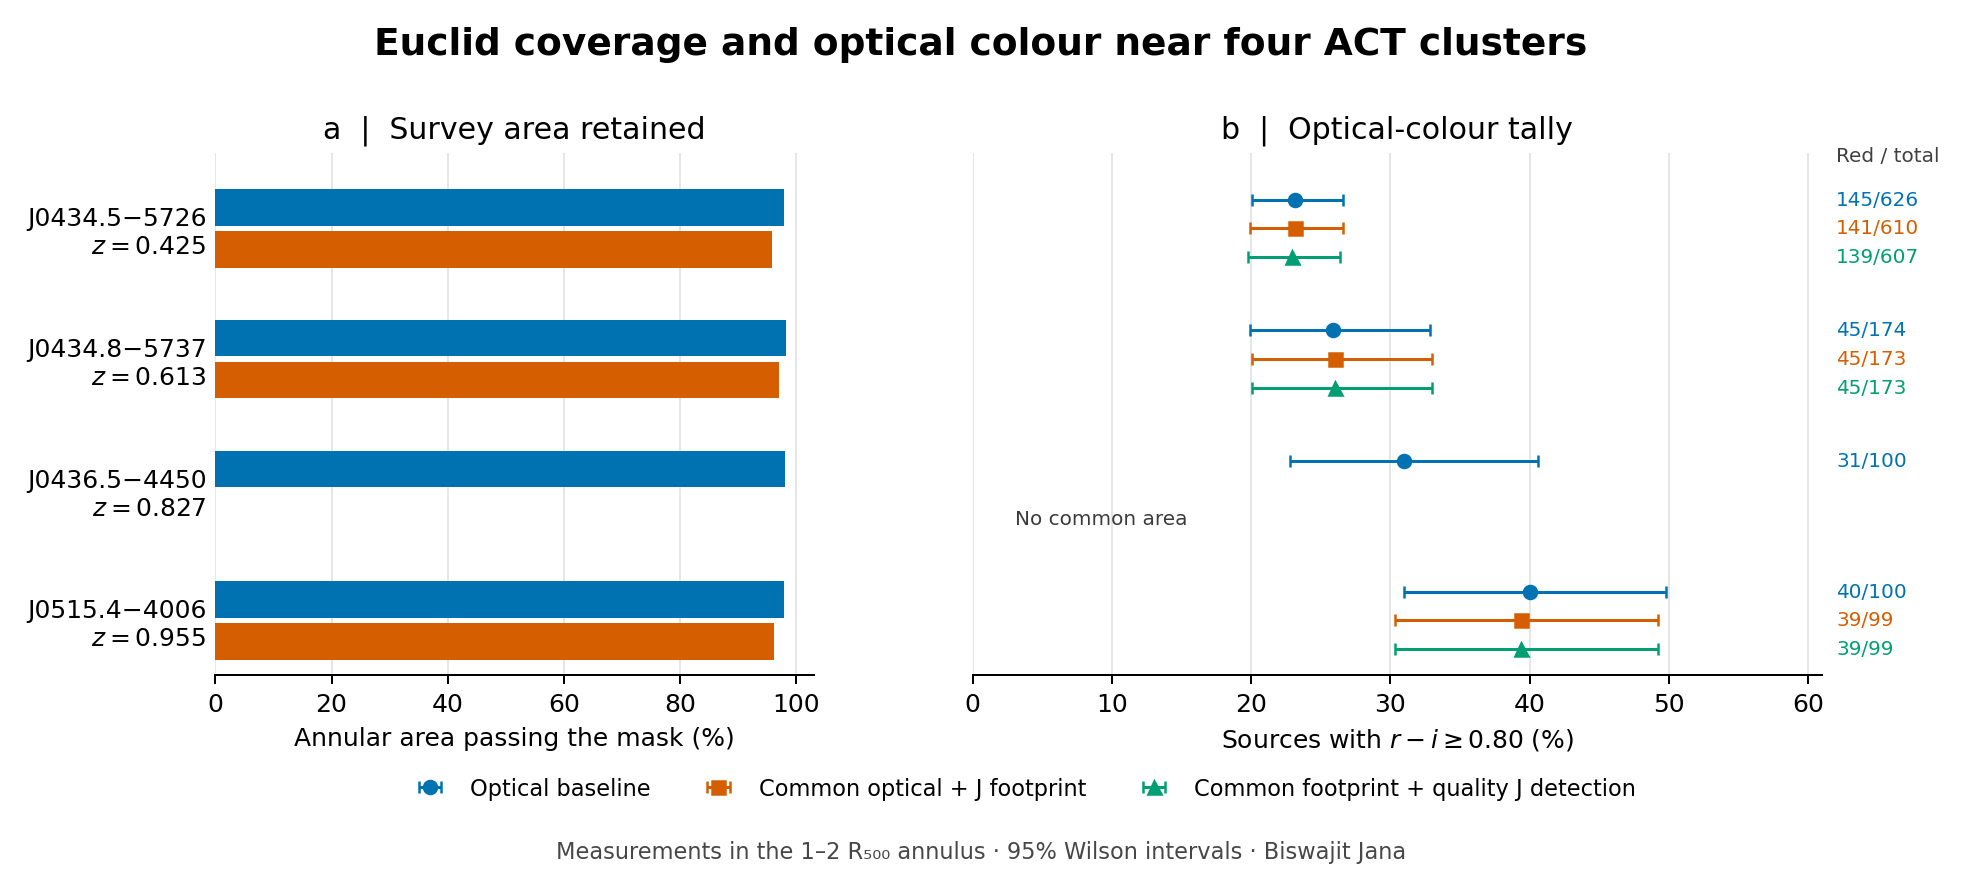 Euclid coverage and optical colour near four ACT clusters
a | Survey area retained
J0434.5−5726
z = 0.425
J0434.8−5737
z = 0.613
J0436.5−4450
z = 0.827
J0515.4−4006
z = 0.955
0 20 40 60 80 100
Annular area passing the mask (%)
b | Optical-colour tally
Red / total
145/626
141/610
139/607
45/174
45/173
45/173
31/100
No common area
40/100
39/99
39/99
0 10 20 30 40 50 60
Sources with r − i ≥ 0.80 (%)
Optical baseline
Common optical + J footprint
Common footprint + quality J detection
Measurements in the 1–2 R₅₀₀ annulus · 95% Wilson intervals · Biswajit Jana